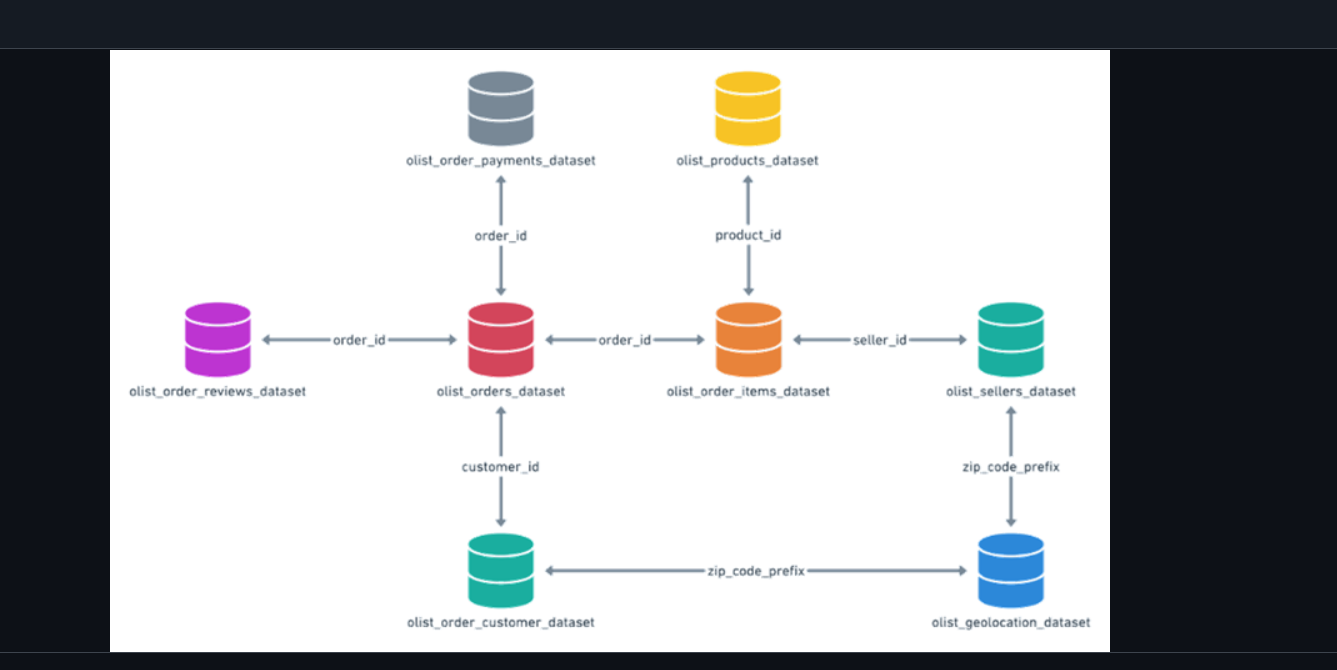 olist_order_payments_dataset
olist_products_dataset
order_id
product_id
order_id
order_id
seller_id
olist_order_reviews_dataset
olist_orders_dataset
olist_order_items_dataset
olist_sellers_dataset
customer_id
zip_code_prefix
zip_code_prefix
olist_order_customer_dataset
olist_geolocation_dataset